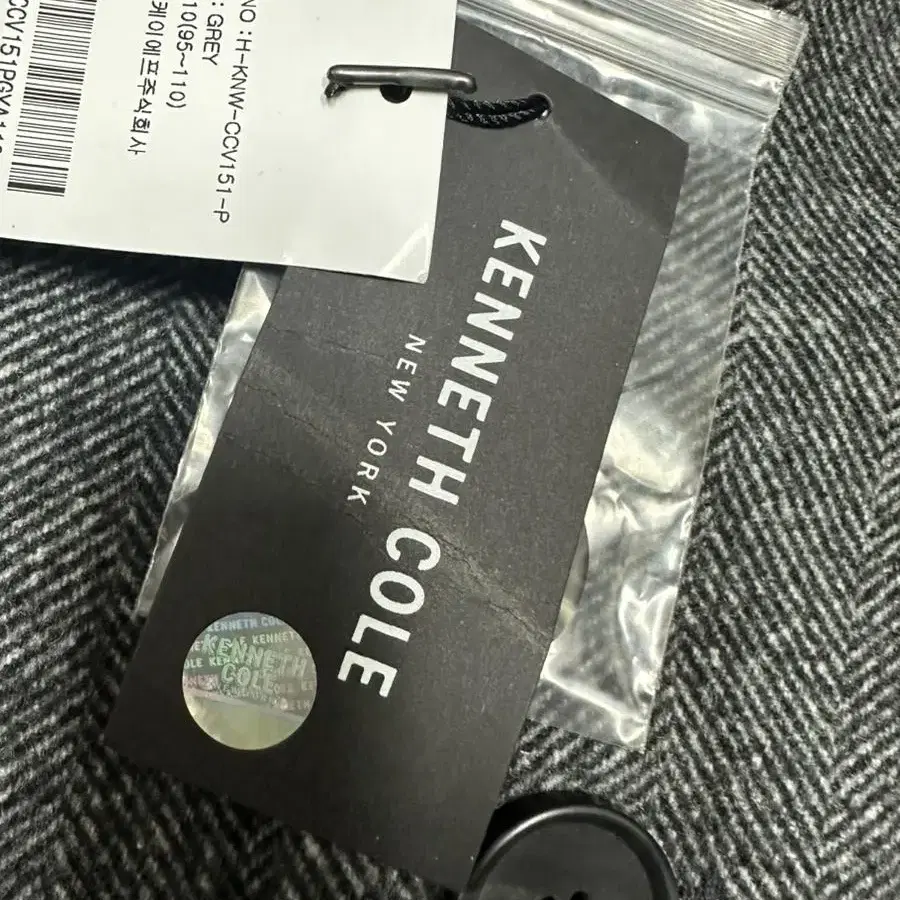 NO :H-KNW-CCV151-P
: GREY
10(95~110)
케이에프주식회사
KENNETH COLE
NEW YORK
KENNETH
COLE